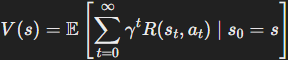 V(s) = 𝔼 [ ∑_{t=0}^{∞} γ^t R(s_t, a_t) | s_0 = s ]